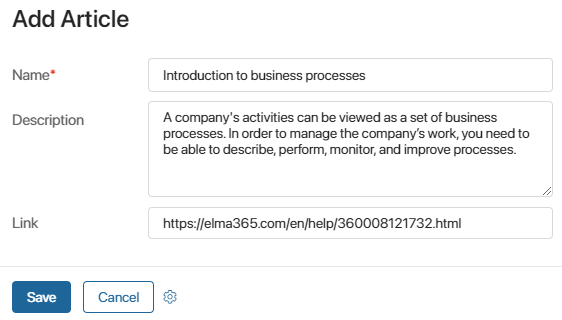 Add Article
Name*
Introduction to business processes
Description
A company's activities can be viewed as a set of business
processes. In order to manage the company’s work, you need to
be able to describe, perform, monitor, and improve processes.
Link
https://elma365.com/en/help/360008121732.html
Save
Cancel